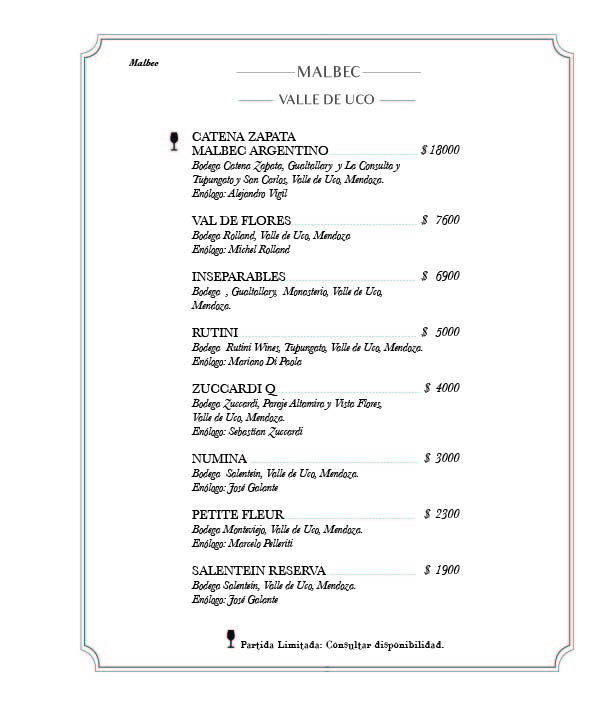 Malbec
MALBEC
VALLE DE UCO
CATENA ZAPATA
MALBEC ARGENTINO $ 18000
Bodega Catena Zapata, Gualtallary y La Consulta y
Tupungato y San Carlos, Valle de Uco, Mendoza.
Enólogo: Alejandro Vigil
VAL DE FLORES $ 7600
Bodega Rolland, Valle de Uco, Mendoza
Enólogo: Michel Rolland
INSEPARABLES $ 6900
Bodega , Gualtallary, Monasterio, Valle de Uco,
Mendoza.
RUTINI $ 5000
Bodega Rutini Wines, Tupungato, Valle de Uco, Mendoza.
Enólogo: Mariano Di Paola
ZUCCARDI Q $ 4000
Bodega Zuccardi, Paraje Altamira y Vista Flores,
Valle de Uco, Mendoza.
Enólogo: Sebastian Zuccardi
NUMINA $ 3000
Bodega Salentein, Valle de Uco, Mendoza.
Enólogo: José Galante
PETITE FLEUR $ 2300
Bodega Monteviejo, Valle de Uco, Mendoza.
Enólogo: Marcelo Pelleriti
SALENTEIN RESERVA $ 1900
Bodega Salentein, Valle de Uco, Mendoza.
Enólogo: José Galante
Partida Limitada: Consultar disponibilidad.